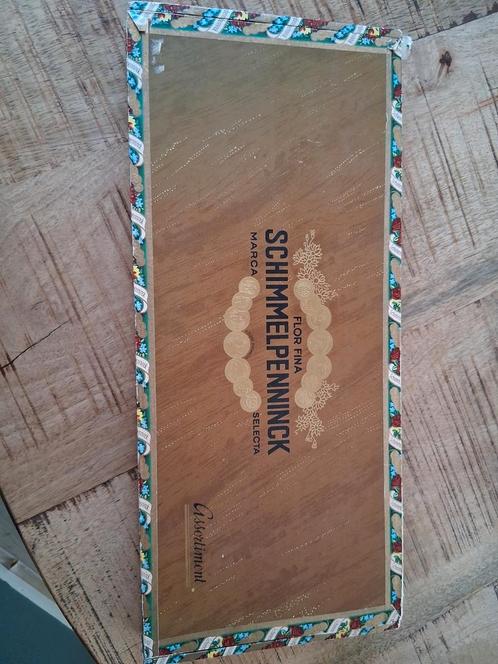 FLOR FINA
SCHIMMELPENNINCK
MARCA SELECTA
Assortiment